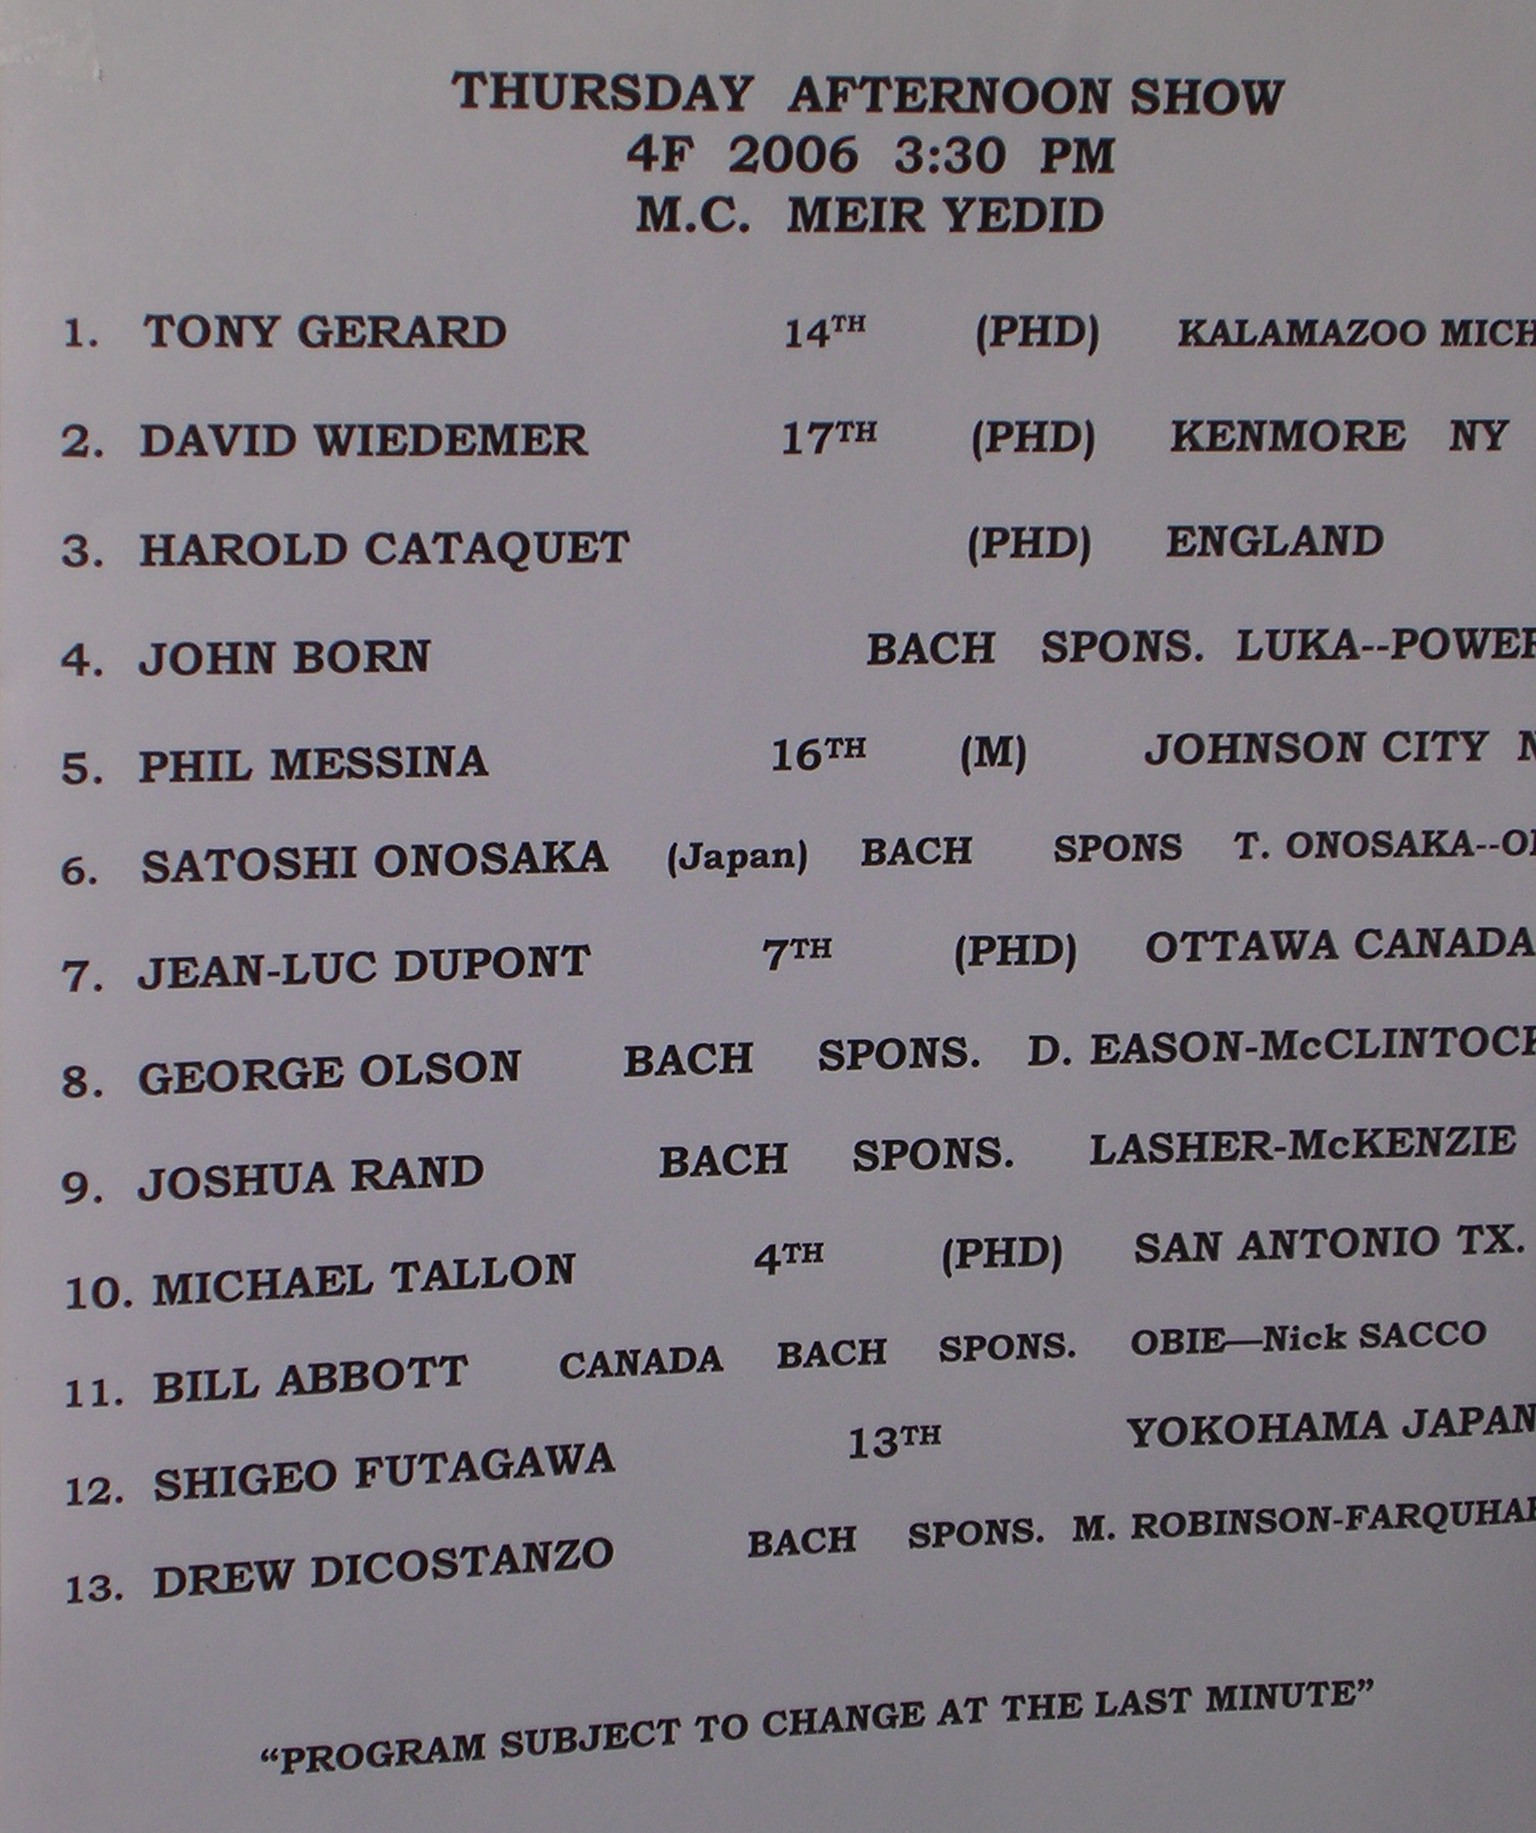 THURSDAY AFTERNOON SHOW
4F 2006 3:30 PM
M.C. MEIR YEDID
1. TONY GERARD 14TH (PHD) KALAMAZOO MICH
2. DAVID WIEDEMER 17TH (PHD) KENMORE NY
3. HAROLD CATAQUET (PHD) ENGLAND
4. JOHN BORN BACH SPONS. LUKA--POWER
5. PHIL MESSINA 16TH (M) JOHNSON CITY N
6. SATOSHI ONOSAKA (Japan) BACH SPONS T. ONOSAKA--
7. JEAN-LUC DUPONT 7TH (PHD) OTTAWA CANADA
8. GEORGE OLSON BACH SPONS. D. EASON-McCLINTOCK
9. JOSHUA RAND BACH SPONS. LASHER-McKENZIE
10. MICHAEL TALLON 4TH (PHD) SAN ANTONIO TX.
11. BILL ABBOTT CANADA BACH SPONS. OBIE—Nick SACCO
12. SHIGEO FUTAGAWA 13TH YOKOHAMA JAPAN
13. DREW DICOSTANZO BACH SPONS. M. ROBINSON-FARQUHAR
“PROGRAM SUBJECT TO CHANGE AT THE LAST MINUTE”